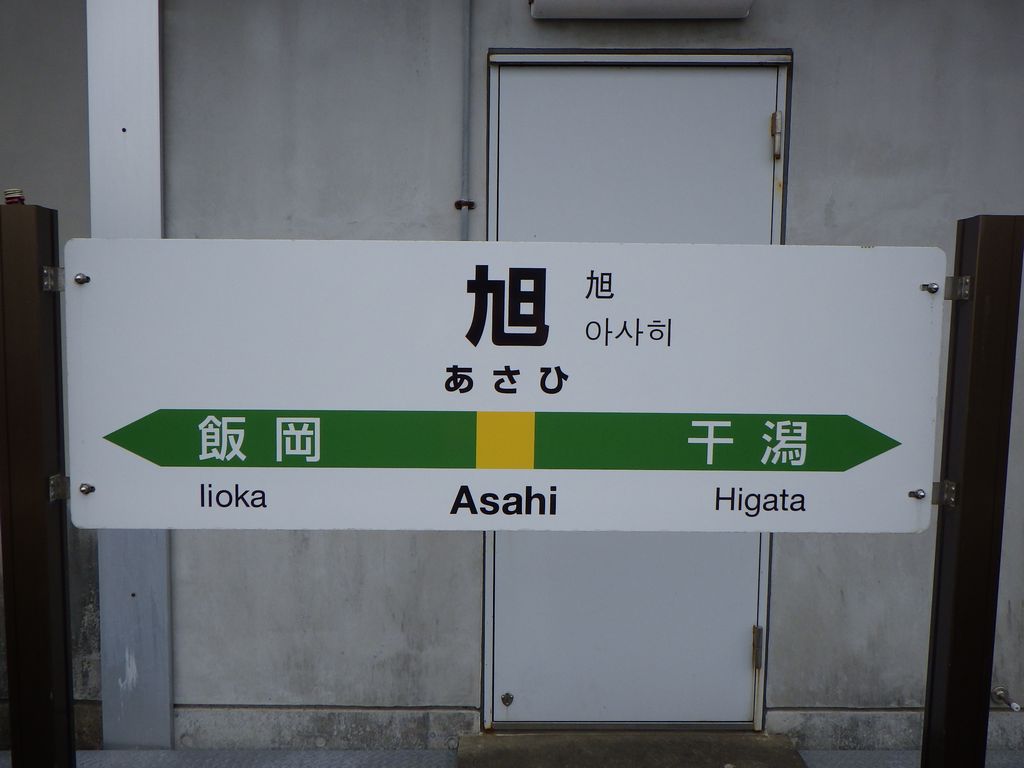 旭
旭
아사히
あさひ
飯岡 干潟
Iioka Asahi Higata